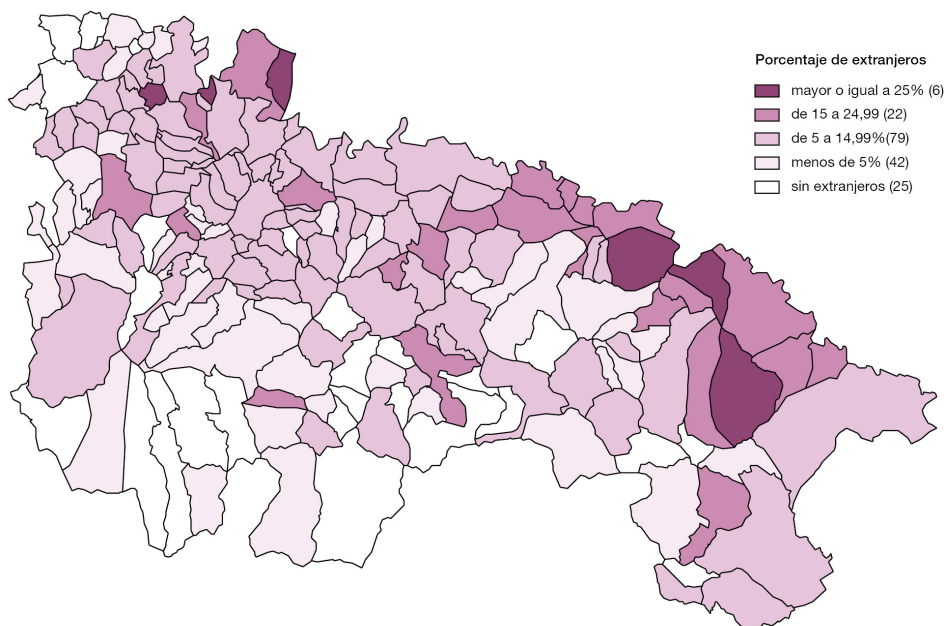 Porcentaje de extranjeros
mayor o igual a 25% (6)
de 15 a 24,99 (22)
de 5 a 14,99%(79)
menos de 5% (42)
sin extranjeros (25)